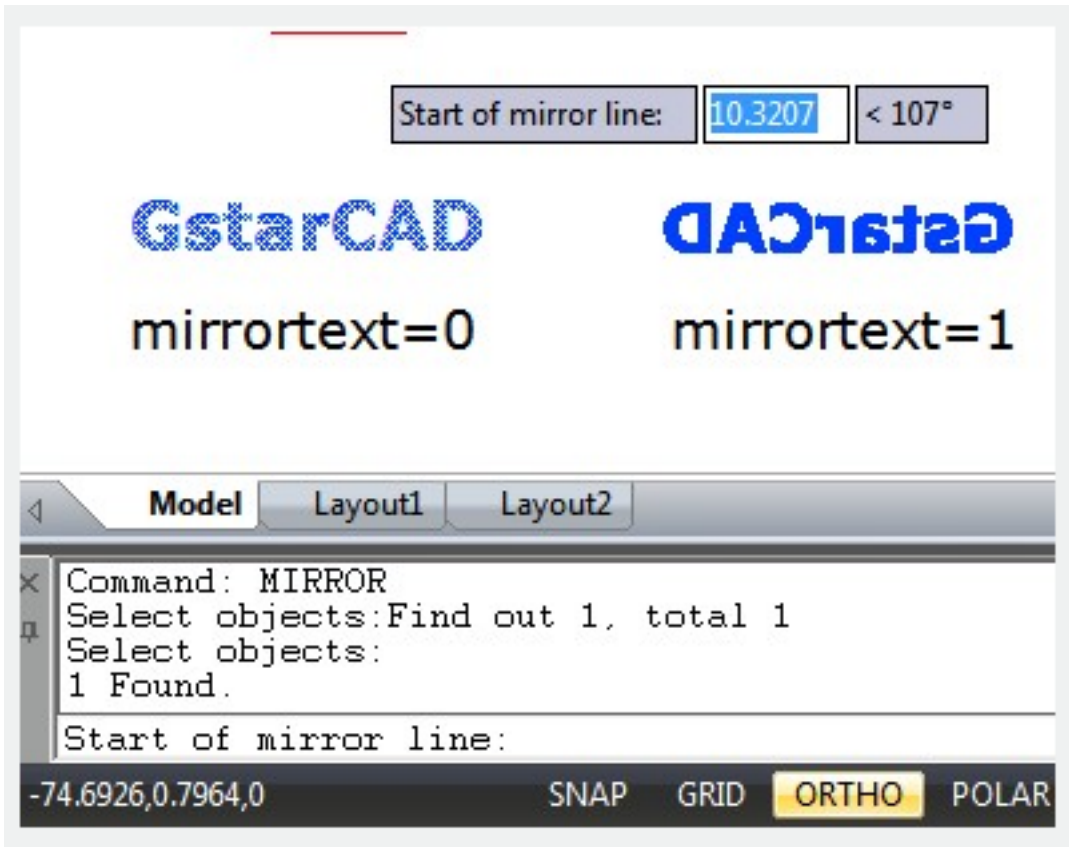 Start of mirror line: 10.3207 < 107°
GstarCAD GstarCAD
mirrortext=0 mirrortext=1
Model Layout1 Layout2
Command: MIRROR
Select objects:Find out 1, total 1
Select objects:
1 Found.
Start of mirror line:
-74.6926,0.7964,0 SNAP GRID ORTHO POLAR